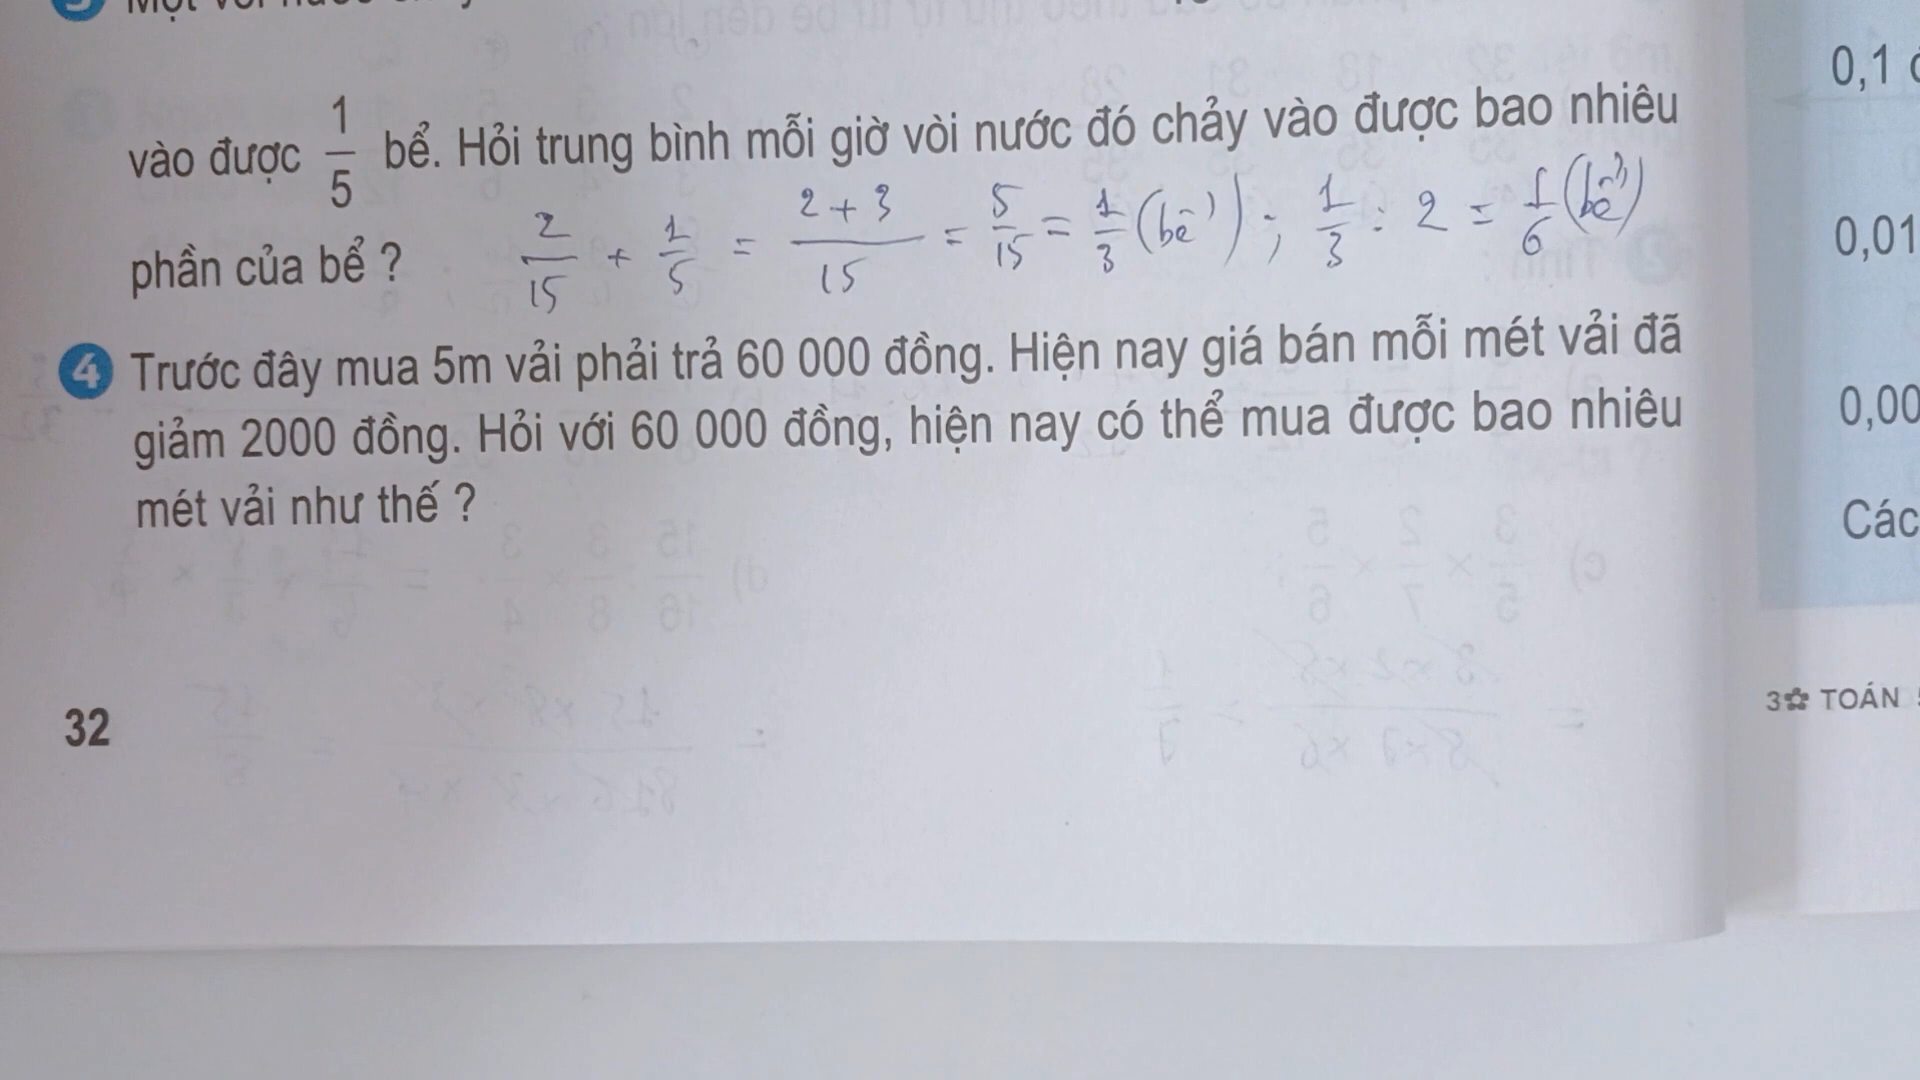 vào được 1/5 bể. Hỏi trung bình mỗi giờ vòi nước đó chảy vào được bao nhiêu
phần của bể ?
2/15 + 1/5 = 2 + 3/15 = 5/15 = 1/3 (bể) ; 1/3 : 2 = 1/6 (bể)
4 Trước đây mua 5m vải phải trả 60 000 đồng. Hiện nay giá bán mỗi mét vải đã
giảm 2000 đồng. Hỏi với 60 000 đồng, hiện nay có thể mua được bao nhiêu
mét vải như thế ?
32
0,1
0,01
0,00
Các
3 TOÁN